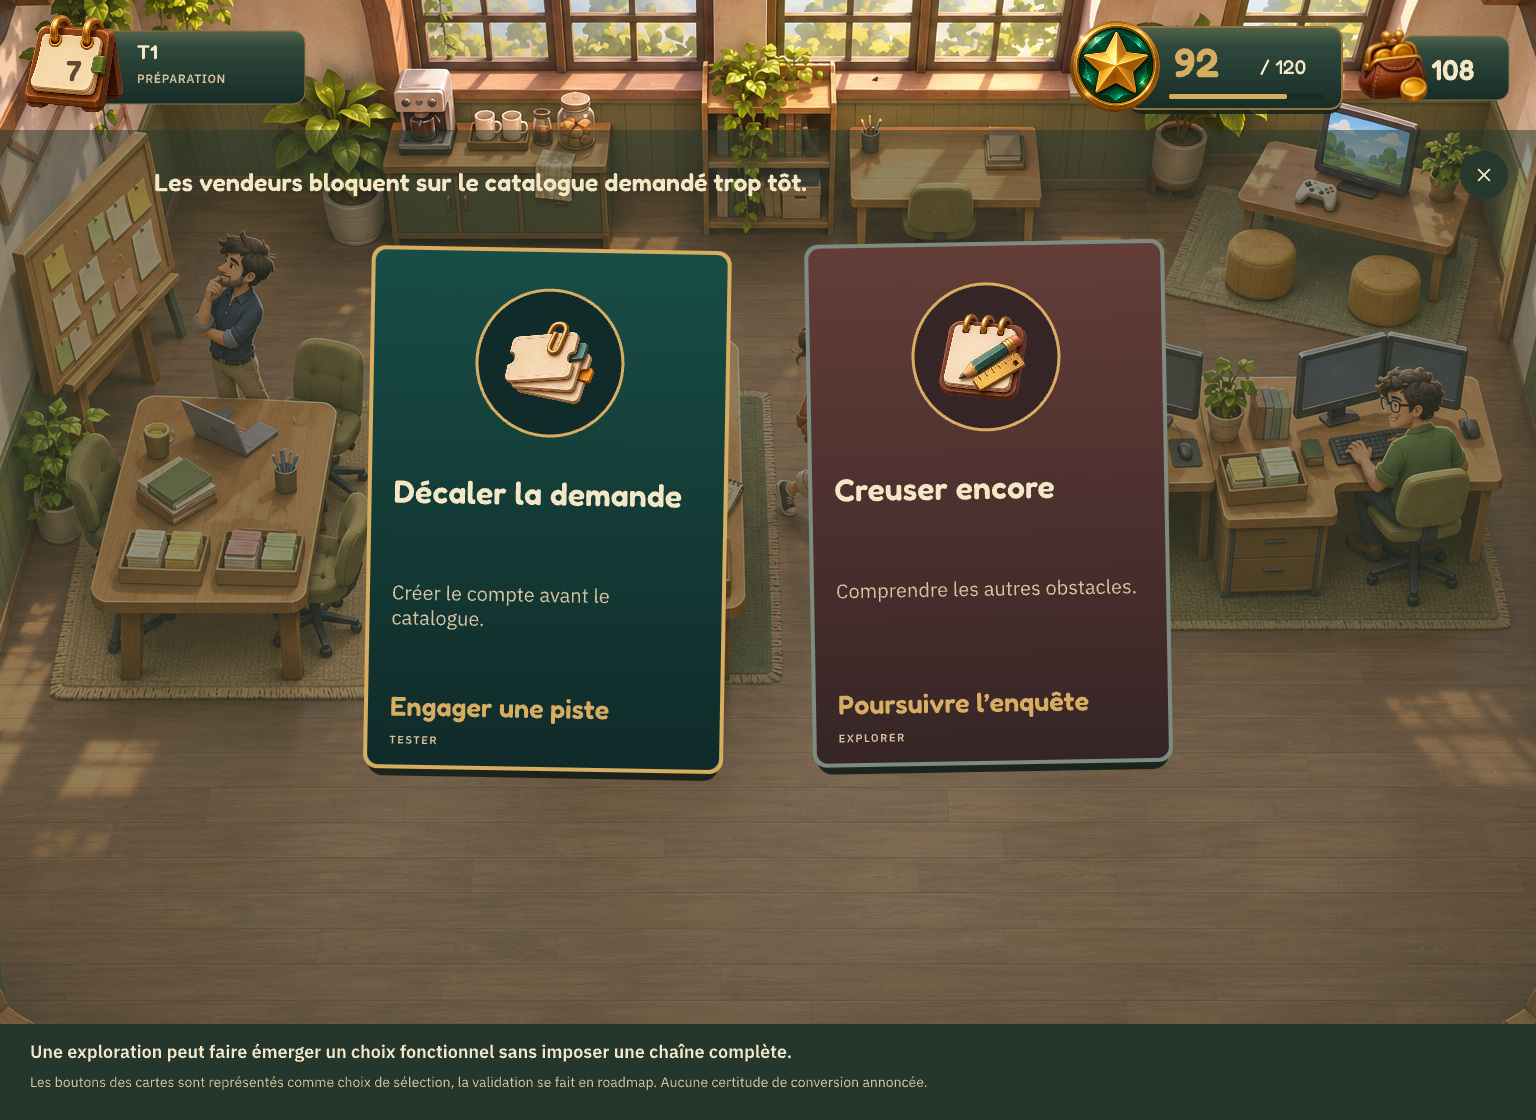 7
T1
PRÉPARATION
92
/ 120
108
Les vendeurs bloquent sur le catalogue demandé trop tôt.
Décaler la demande
Créer le compte avant le
catalogue.
Engager une piste
TESTER
Creuser encore
Comprendre les autres obstacles.
Poursuivre l’enquête
EXPLORER
Une exploration peut faire émerger un choix fonctionnel sans imposer une chaîne complète.
Les boutons des cartes sont représentés comme choix de sélection, la validation se fait en roadmap. Aucune certitude de conversion annoncée.